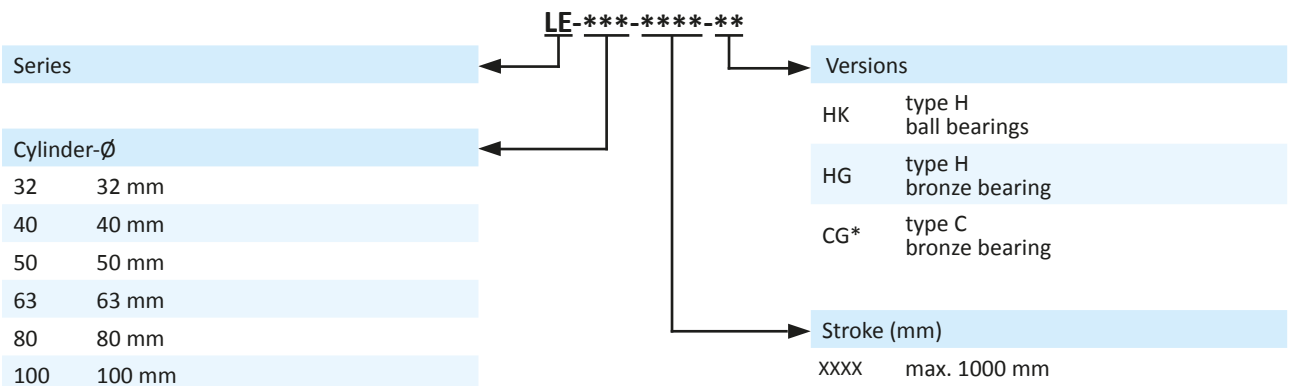 LE-***-****-**
Series
Cylinder-Ø
32 32 mm
40 40 mm
50 50 mm
63 63 mm
80 80 mm
100 100 mm
Versions
HK type H
ball bearings
HG type H
bronze bearing
CG* type C
bronze bearing
Stroke (mm)
XXXX max. 1000 mm